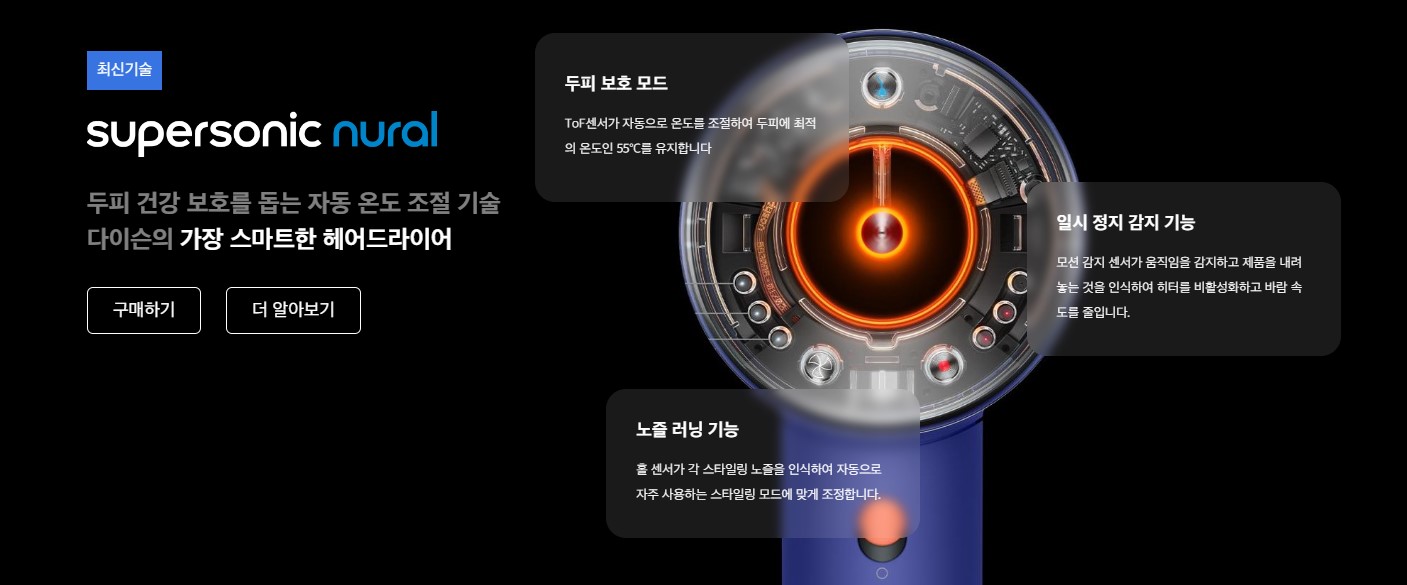 최신기술
supersonic nural
두피 건강 보호를 돕는 자동 온도 조절 기술
다이슨의 가장 스마트한 헤어드라이어
구매하기
더 알아보기
두피 보호 모드
ToF센서가 자동으로 온도를 조절하여 두피에 최적
의 온도인 55℃를 유지합니다
일시 정지 감지 기능
모션 감지 센서가 움직임을 감지하고 제품을 내려
놓는 것을 인식하여 히터를 비활성화하고 바람 속
도를 줄입니다.
노즐 러닝 기능
홀 센서가 각 스타일링 노즐을 인식하여 자동으로
자주 사용하는 스타일링 모드에 맞게 조정합니다.